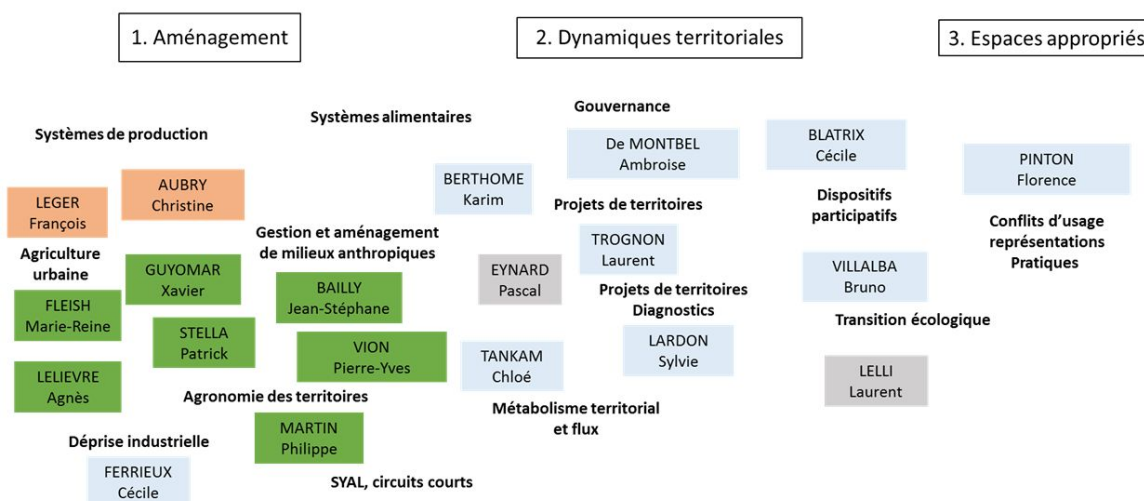 1. Aménagement
2. Dynamiques territoriales
3. Espaces appropriés
Systèmes de production
Systèmes alimentaires
Gouvernance
LEGER
François
AUBRY
Christine
BERTHOME
Karim
De MONTBEL
Ambroise
BLATRIX
Cécile
PINTON
Florence
Agriculture
urbaine
Gestion et aménagement
de milieux anthropiques
Projets de territoires
Dispositifs
participatifs
Conflits d’usage
représentations
Pratiques
FLEISH
Marie-Reine
GUYOMAR
Xavier
BAILLY
Jean-Stéphane
EYNARD
Pascal
TROGNON
Laurent
VILLALBA
Bruno
Projets de territoires
Diagnostics
Transition écologique
STELLA
Patrick
VION
Pierre-Yves
TANKAM
Chloé
LARDON
Sylvie
LELLI
Laurent
LELIEVRE
Agnès
Agronomie des territoires
Métabolisme territorial
et flux
MARTIN
Philippe
Déprise industrielle
FERRIEUX
Cécile
SYAL, circuits courts